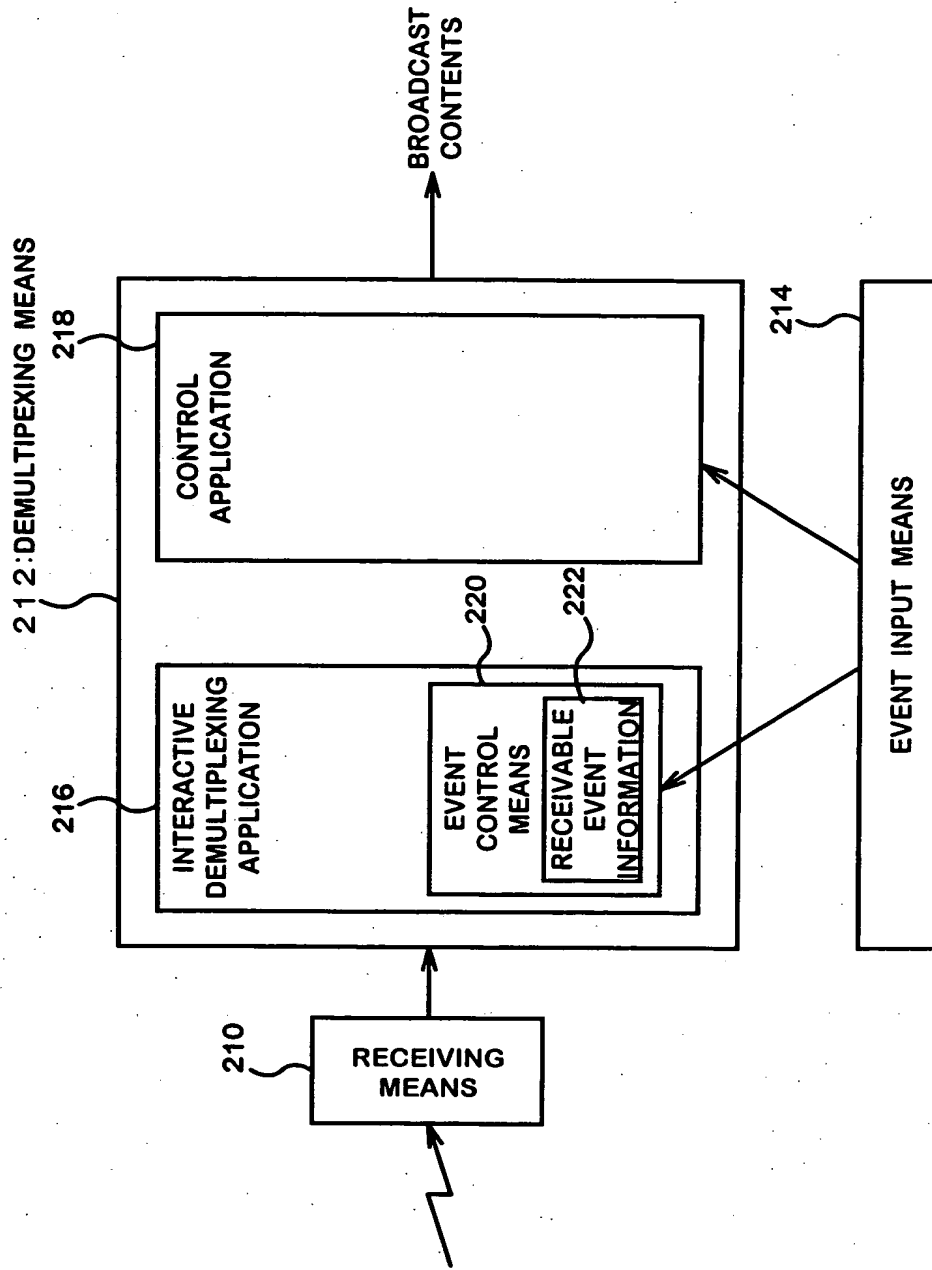 212:DEMULTIPEXING MEANS
216
INTERACTIVE
DEMULTIPLEXING
APPLICATION
218
CONTROL
APPLICATION
220
EVENT
CONTROL
MEANS
222
RECEIVABLE
EVENT
INFORMATION
210
RECEIVING
MEANS
BROADCAST
CONTENTS
214
EVENT INPUT MEANS